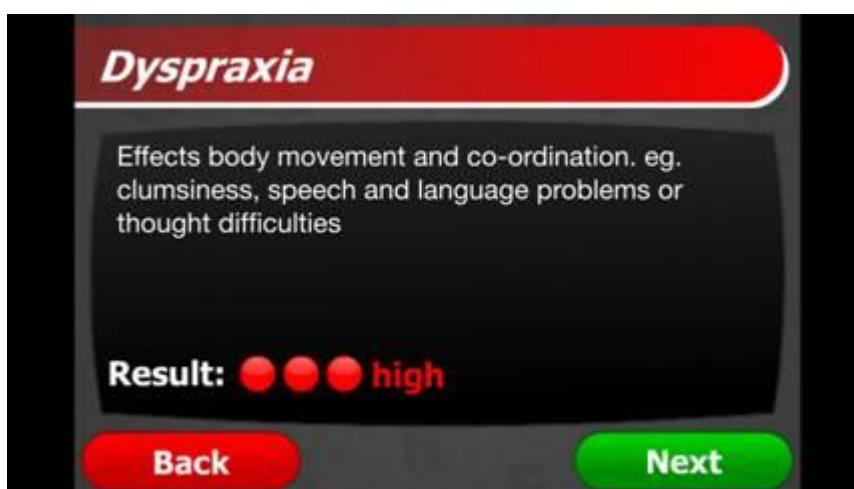 Dyspraxia
Effects body movement and co-ordination. eg.
clumsiness, speech and language problems or
thought difficulties
Result: high
Back
Next